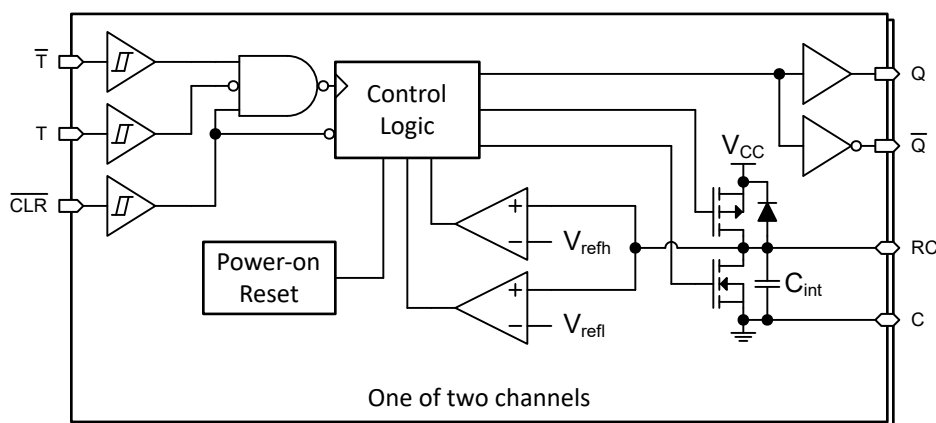 T̅
T
C̅L̅R̅
Control
Logic
Power-on
Reset
+
−
V_refh
+
−
V_refl
V_CC
C_int
Q
Q̅
RC
C
One of two channels